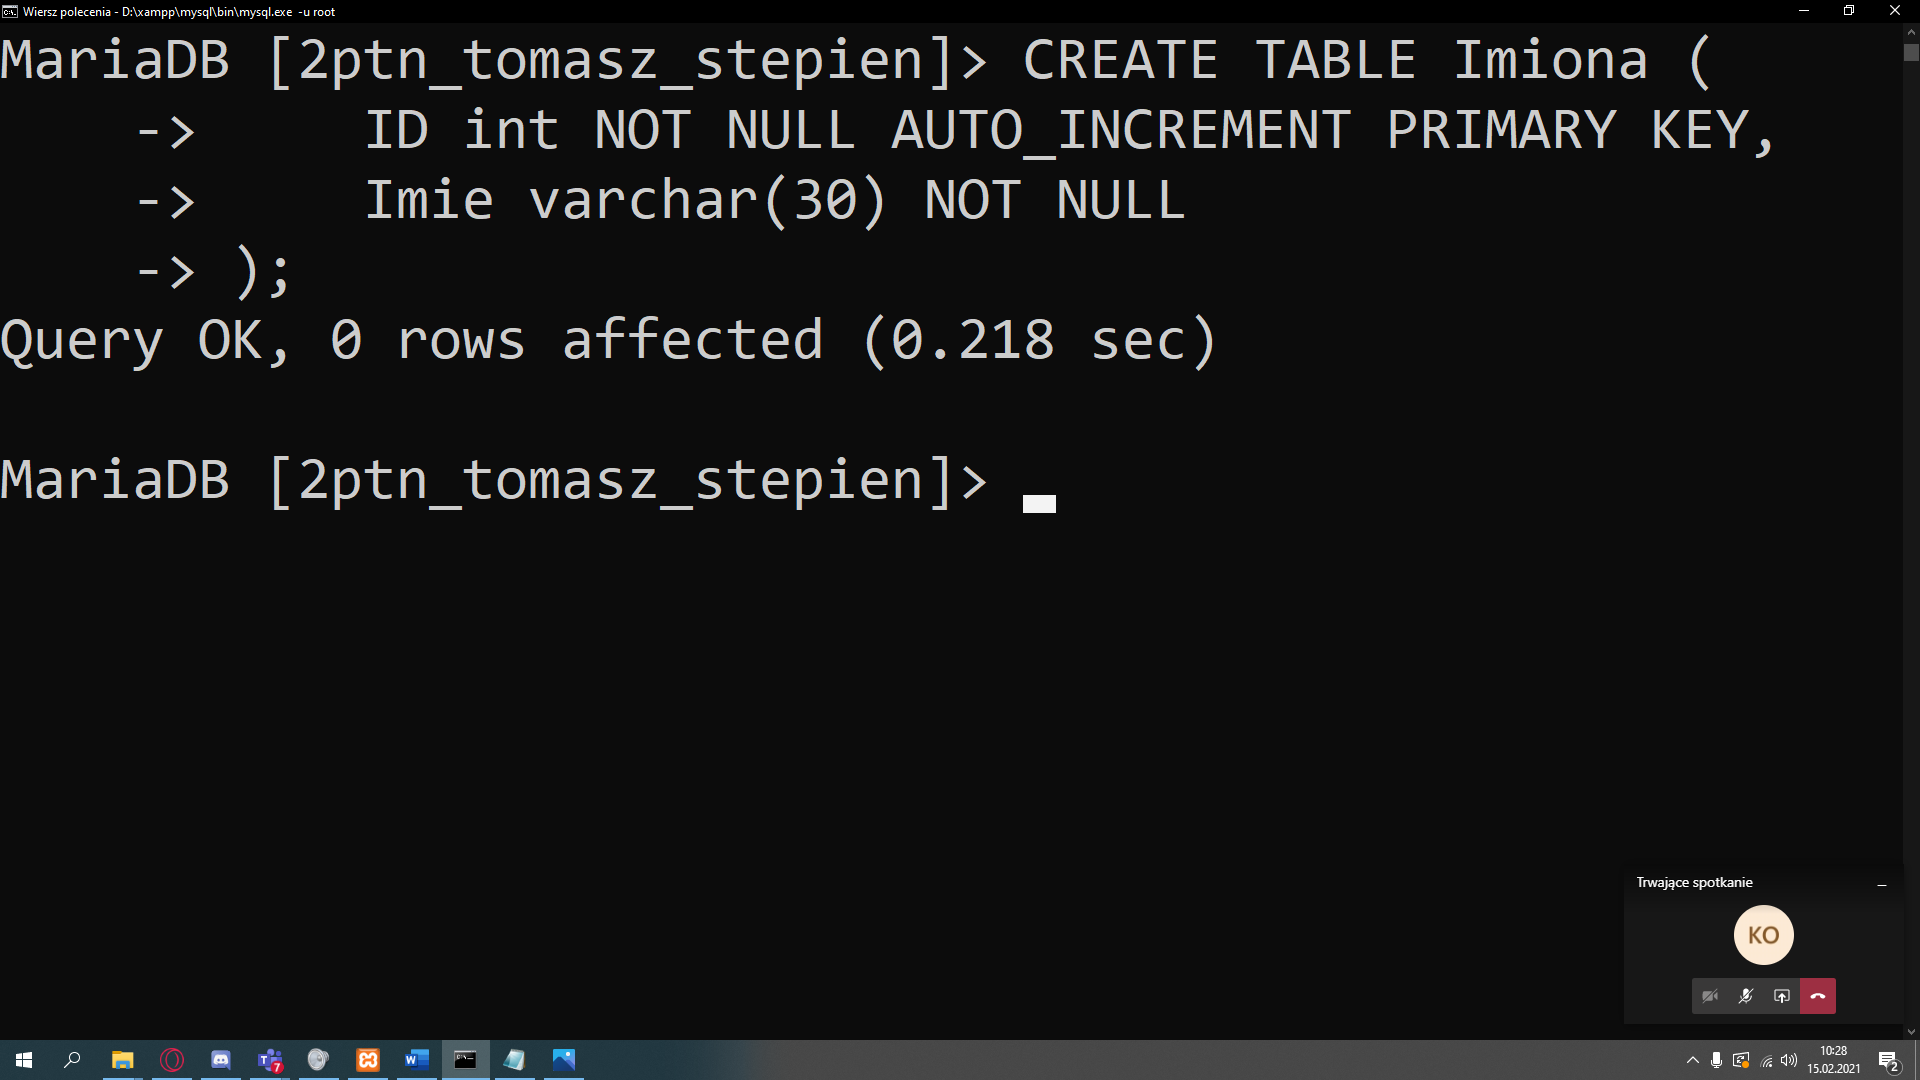 Wiersz polecenia - D:\xampp\mysql\bin\mysql.exe -u root
MariaDB [2ptn_tomasz_stepien]> CREATE TABLE Imiona (
    ->     ID int NOT NULL AUTO_INCREMENT PRIMARY KEY,
    ->     Imie varchar(30) NOT NULL
    -> );
Query OK, 0 rows affected (0.218 sec)
MariaDB [2ptn_tomasz_stepien]>
Trwające spotkanie
KO
7
10:28
15.02.2021
2